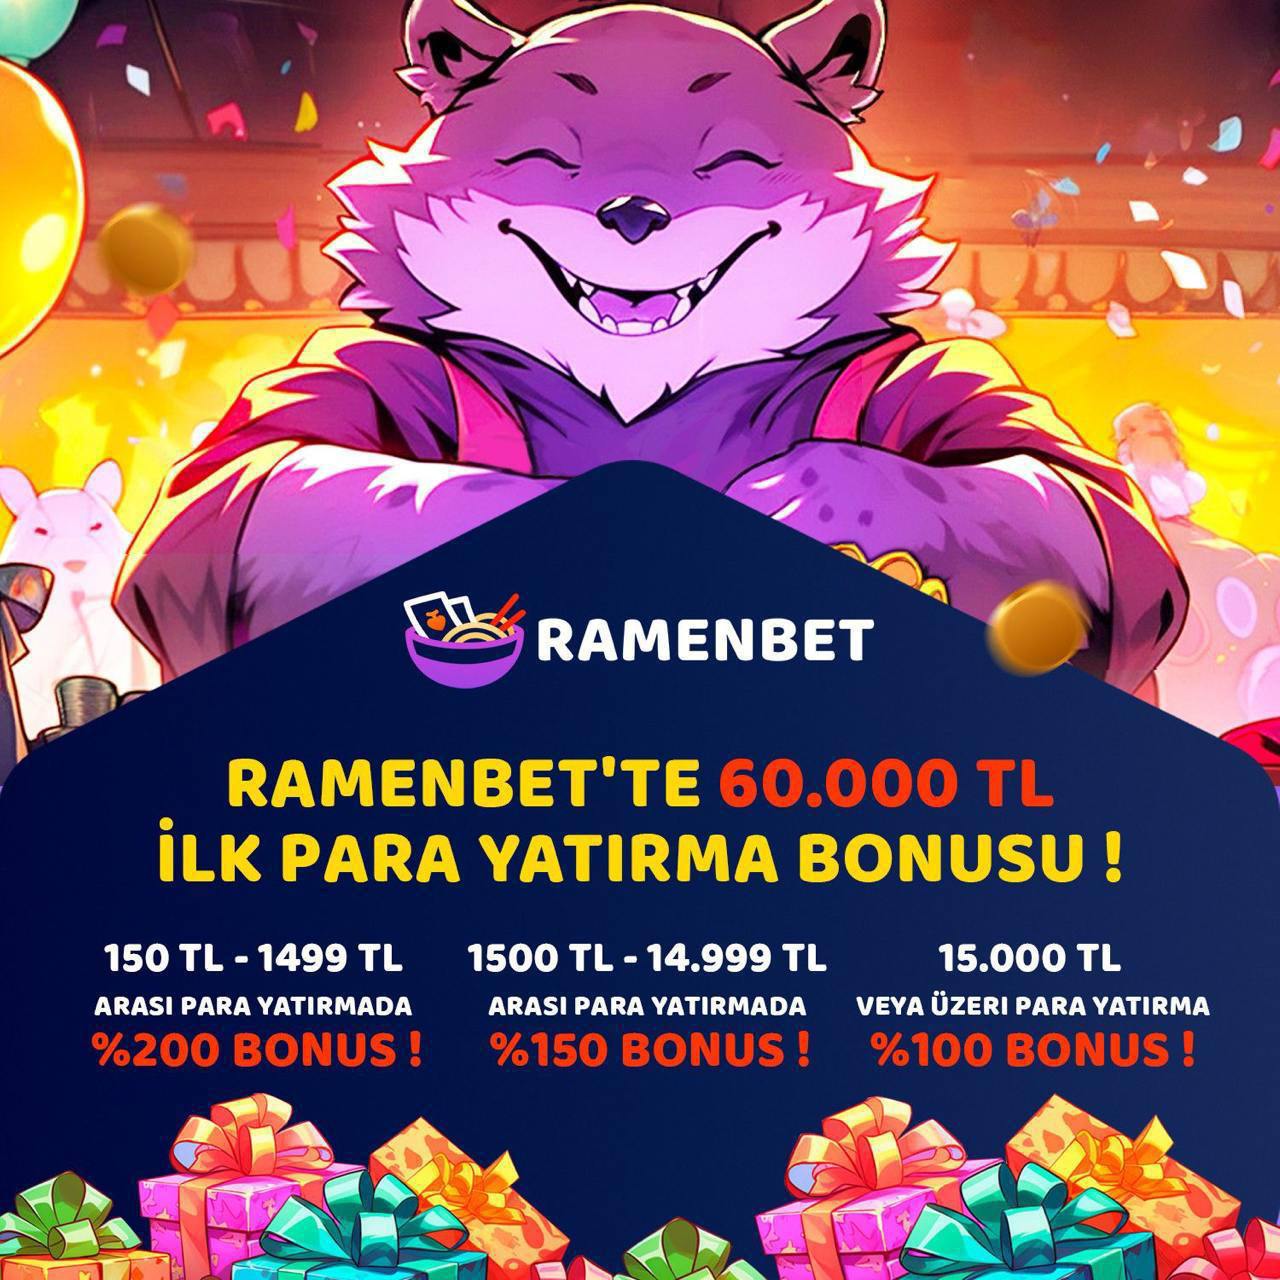 RAMENBET
RAMENBET'TE 60.000 TL
İLK PARA YATIRMA BONUSU !
150 TL - 1499 TL
ARASI PARA YATIRMADA
%200 BONUS !
1500 TL - 14.999 TL
ARASI PARA YATIRMADA
%150 BONUS !
15.000 TL
VEYA ÜZERI PARA YATIRMA
%100 BONUS !